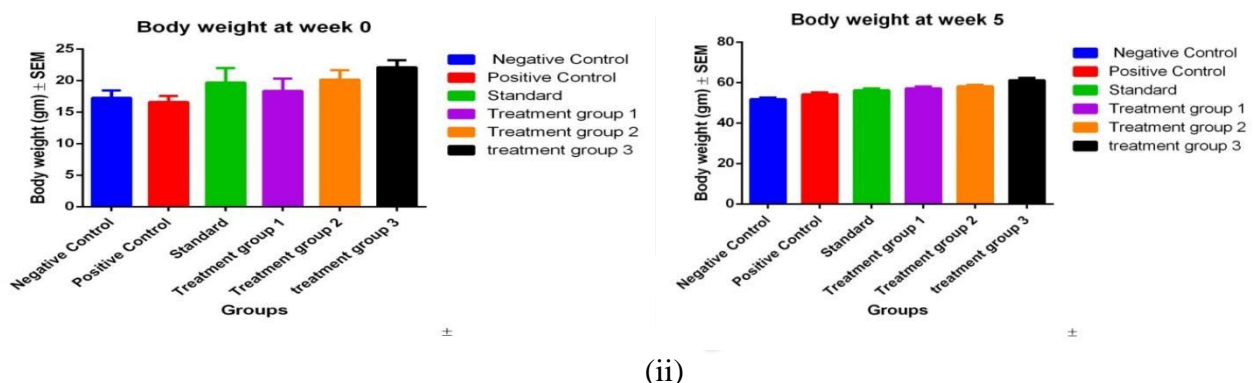 Body weight at week 0
Body weight (gm) ± SEM
25
20
15
10
5
0
Negative Control
Positive Control
Standard
Treatment group 1
Treatment group 2
treatment group 3
Groups
Negative Control
Positive Control
Standard
Treatment group 1
Treatment group 2
treatment group 3
±
Body weight at week 5
Body weight (gm) ± SEM
80
60
40
20
0
Negative Control
Positive Control
Standard
Treatment group 1
Treatment group 2
treatment group 3
Groups
Negative Control
Positive Control
Standard
Treatment group 1
Treatment group 2
treatment group 3
±
(ii)